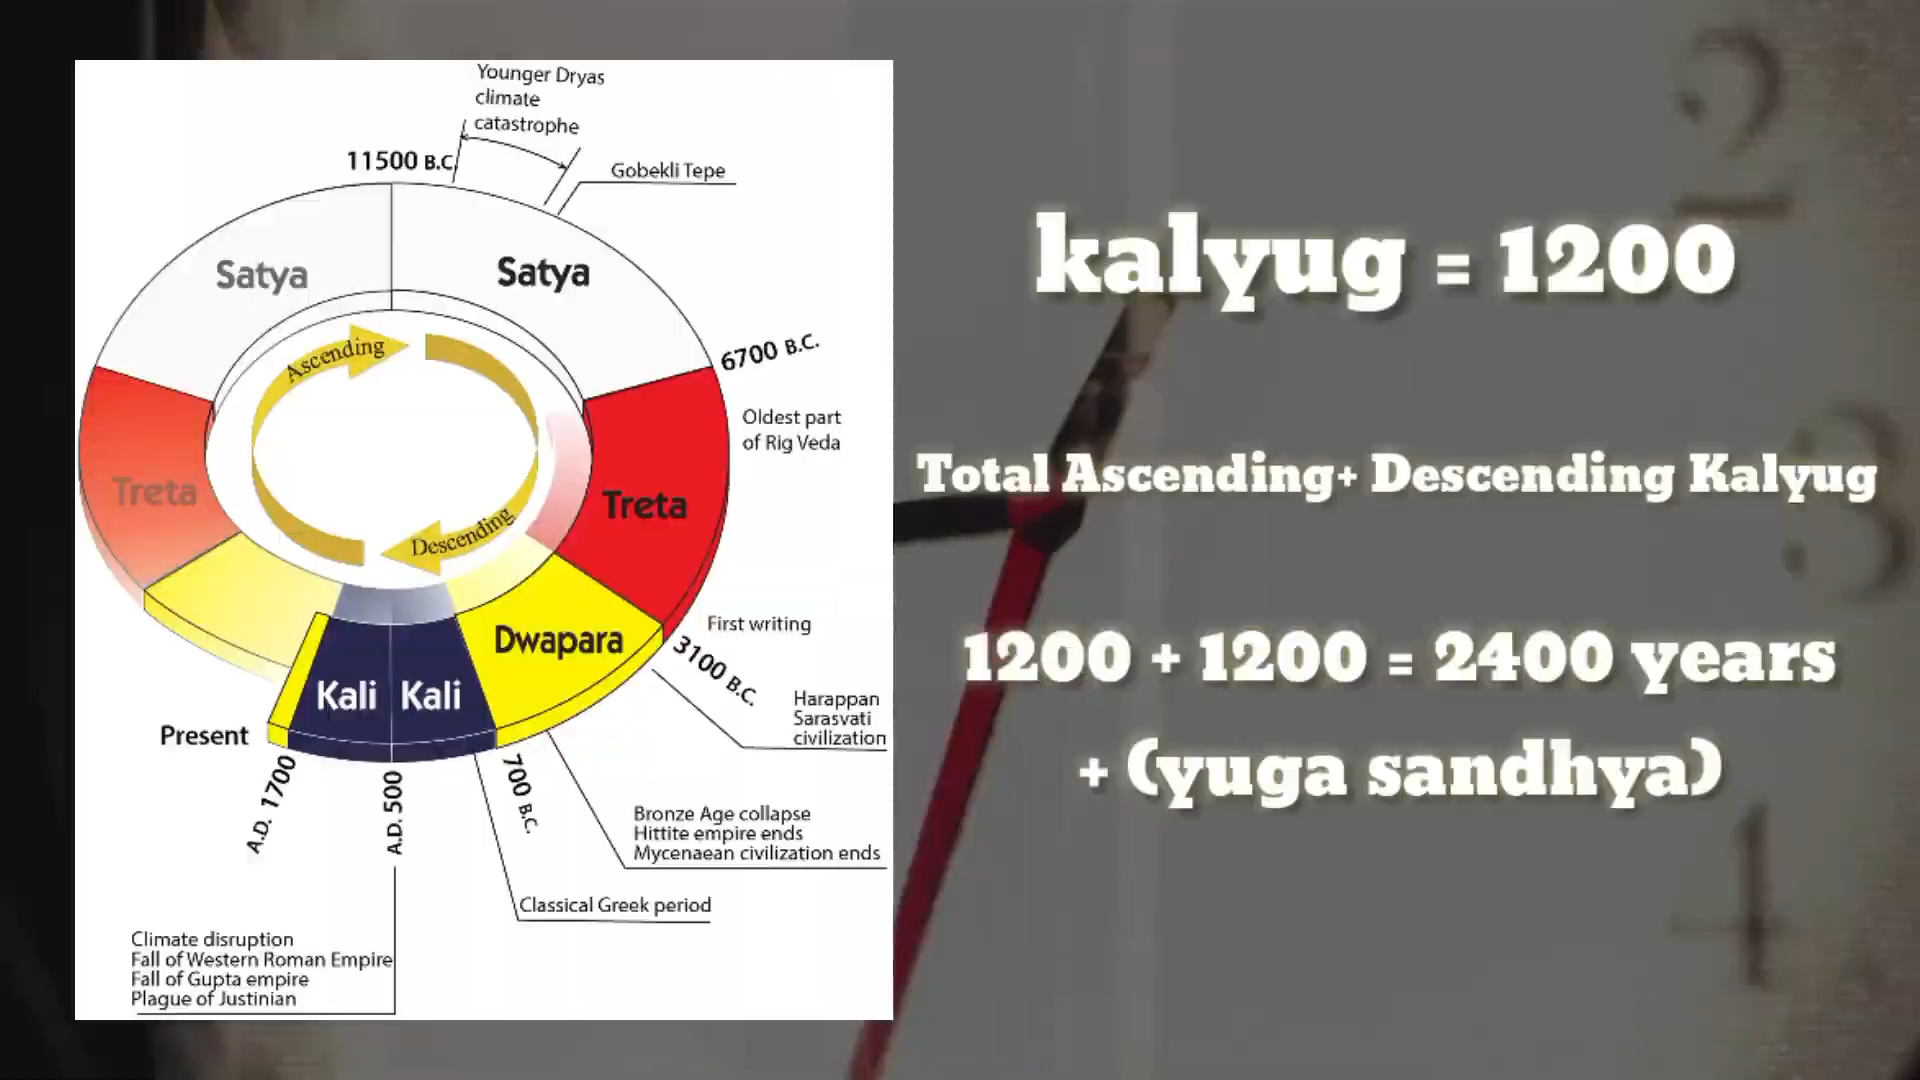 Younger Dryas
climate
catastrophe
11500 B.C.
Gobekli Tepe
Satya
Satya
Ascending
6700 B.C.
Oldest part
of Rig Veda
Treta
Treta
Descending
First writing
Dwapara
3100 B.C.
Kali
Kali
Harappan
Sarasvati
civilization
Present
A.D. 1700
A.D. 500
700 B.C.
Bronze Age collapse
Hittite empire ends
Mycenaean civilization ends
Classical Greek period
Climate disruption
Fall of Western Roman Empire
Fall of Gupta empire
Plague of Justinian
kalyug = 1200
Total Ascending+ Descending Kalyug
1200 + 1200 = 2400 years
+ (yuga sandhya)
2
3
4